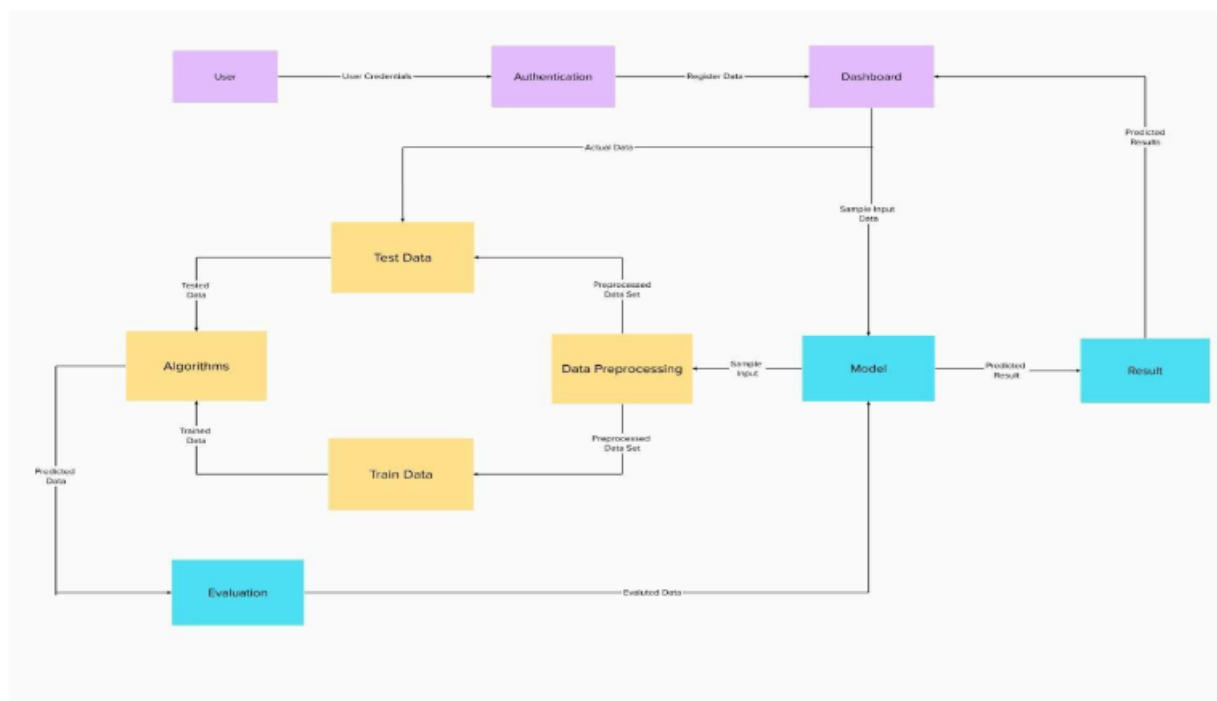 User
User Credentials
Authentication
Register Data
Dashboard
Predicted
Results
Actual Data
Sample Input
Data
Test Data
Tested
Data
Preprocessed
Data Set
Algorithms
Data Preprocessing
Sample
Input
Model
Predicted
Result
Result
Trained
Data
Preprocessed
Data Set
Predicted
Data
Train Data
Evaluation
Evaluted Data